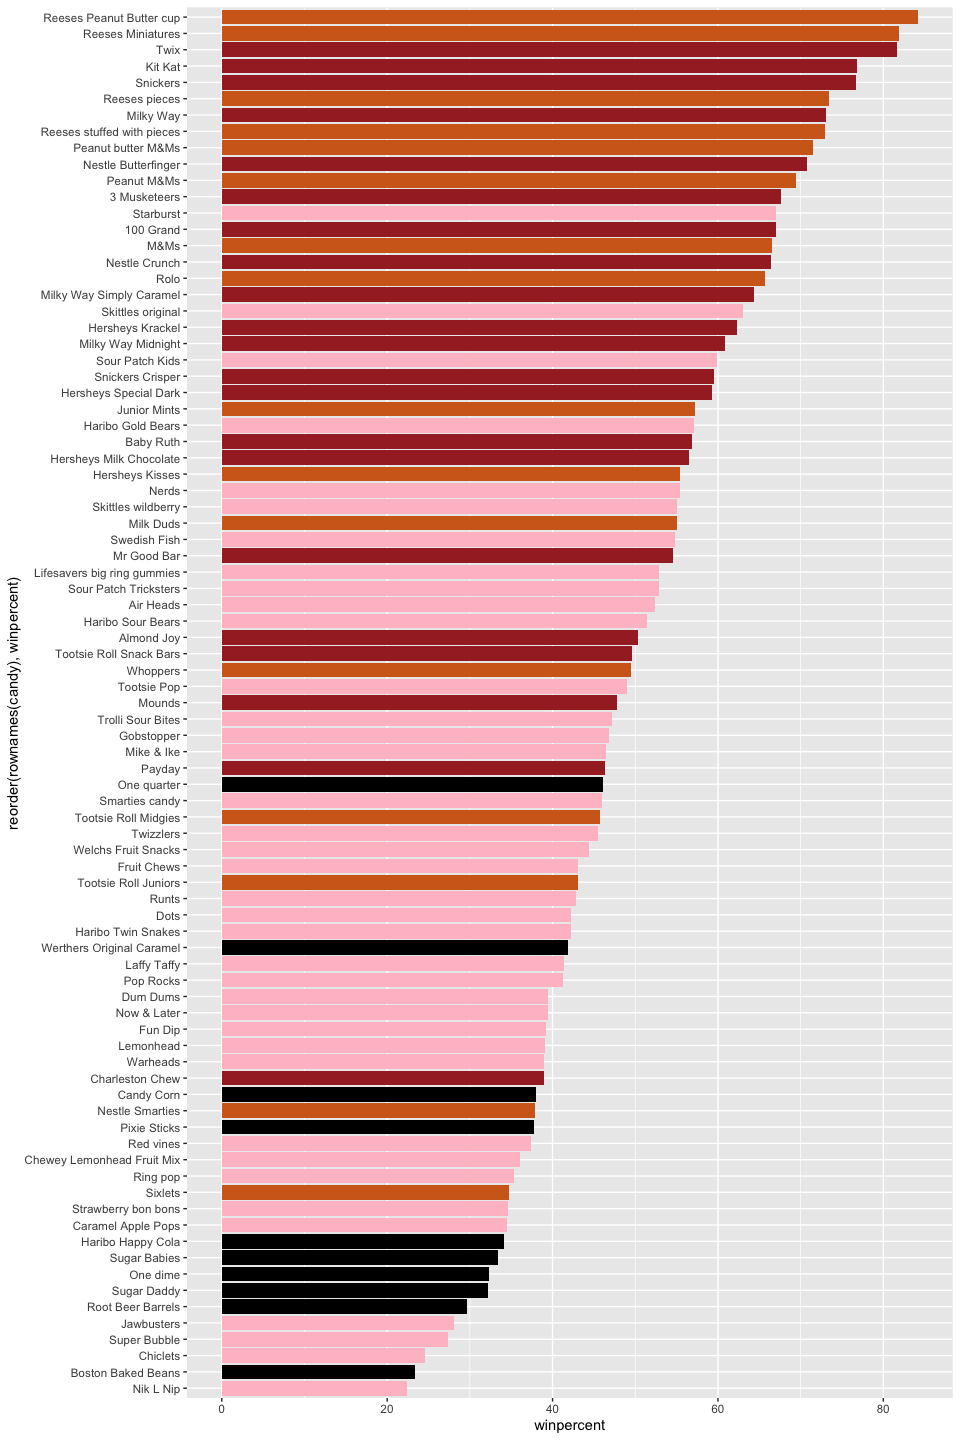 Reeses Peanut Butter cup
Reeses Miniatures
Twix
Kit Kat
Snickers
Reeses pieces
Milky Way
Reeses stuffed with pieces
Peanut butter M&Ms
Nestle Butterfinger
Peanut M&Ms
3 Musketeers
Starburst
100 Grand
M&Ms
Nestle Crunch
Rolo
Milky Way Simply Caramel
Skittles original
Hersheys Krackel
Milky Way Midnight
Sour Patch Kids
Snickers Crisper
Hersheys Special Dark
Junior Mints
Haribo Gold Bears
Baby Ruth
Hersheys Milk Chocolate
Hersheys Kisses
Nerds
Skittles wildberry
Milk Duds
Swedish Fish
Mr Good Bar
Lifesavers big ring gummies
Sour Patch Tricksters
Air Heads
Haribo Sour Bears
Almond Joy
Tootsie Roll Snack Bars
Whoppers
Tootsie Pop
Mounds
Trolli Sour Bites
Gobstopper
Mike & Ike
Payday
One quarter
Smarties candy
Tootsie Roll Midgies
Twizzlers
Welchs Fruit Snacks
Fruit Chews
Tootsie Roll Juniors
Runts
Dots
Haribo Twin Snakes
Werthers Original Caramel
Laffy Taffy
Pop Rocks
Dum Dums
Now & Later
Fun Dip
Lemonhead
Warheads
Charleston Chew
Candy Corn
Nestle Smarties
Pixie Sticks
Red vines
Chewey Lemonhead Fruit Mix
Ring pop
Sixlets
Strawberry bon bons
Caramel Apple Pops
Haribo Happy Cola
Sugar Babies
One dime
Sugar Daddy
Root Beer Barrels
Jawbusters
Super Bubble
Chiclets
Boston Baked Beans
Nik L Nip
reorder(rownames(candy), winpercent)
0 20 40 60 80
winpercent